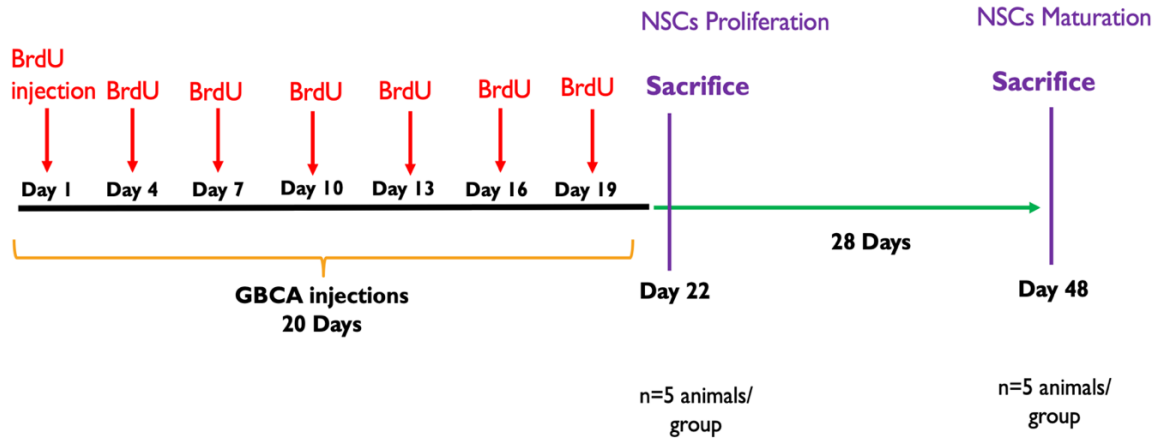 NSCs Proliferation
NSCs Maturation
BrdU
injection
BrdU
BrdU
BrdU
BrdU
BrdU
BrdU
Sacrifice
Sacrifice
Day 1
Day 4
Day 7
Day 10
Day 13
Day 16
Day 19
28 Days
GBCA injections
20 Days
Day 22
Day 48
n=5 animals/
group
n=5 animals/
group